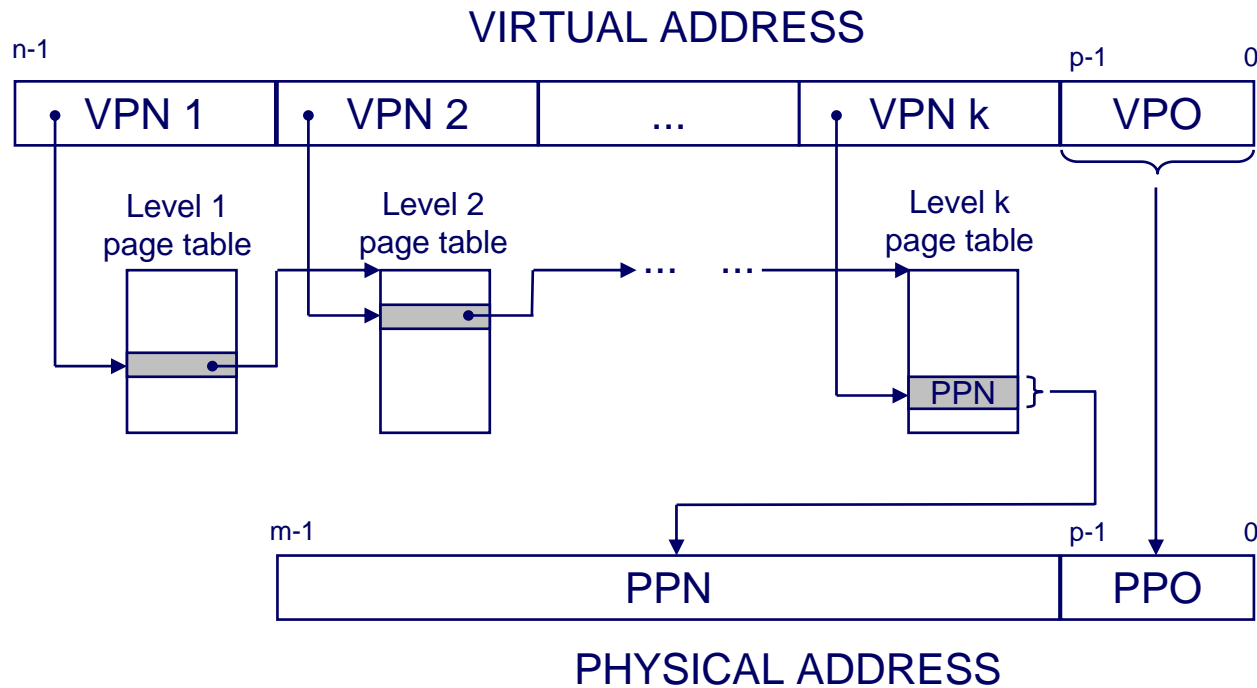 VIRTUAL ADDRESS
n-1
p-1
0
VPN 1
VPN 2
...
VPN k
VPO
Level 1
page table
Level 2
page table
Level k
page table
... ...
PPN
m-1
p-1
0
PPN
PPO
PHYSICAL ADDRESS